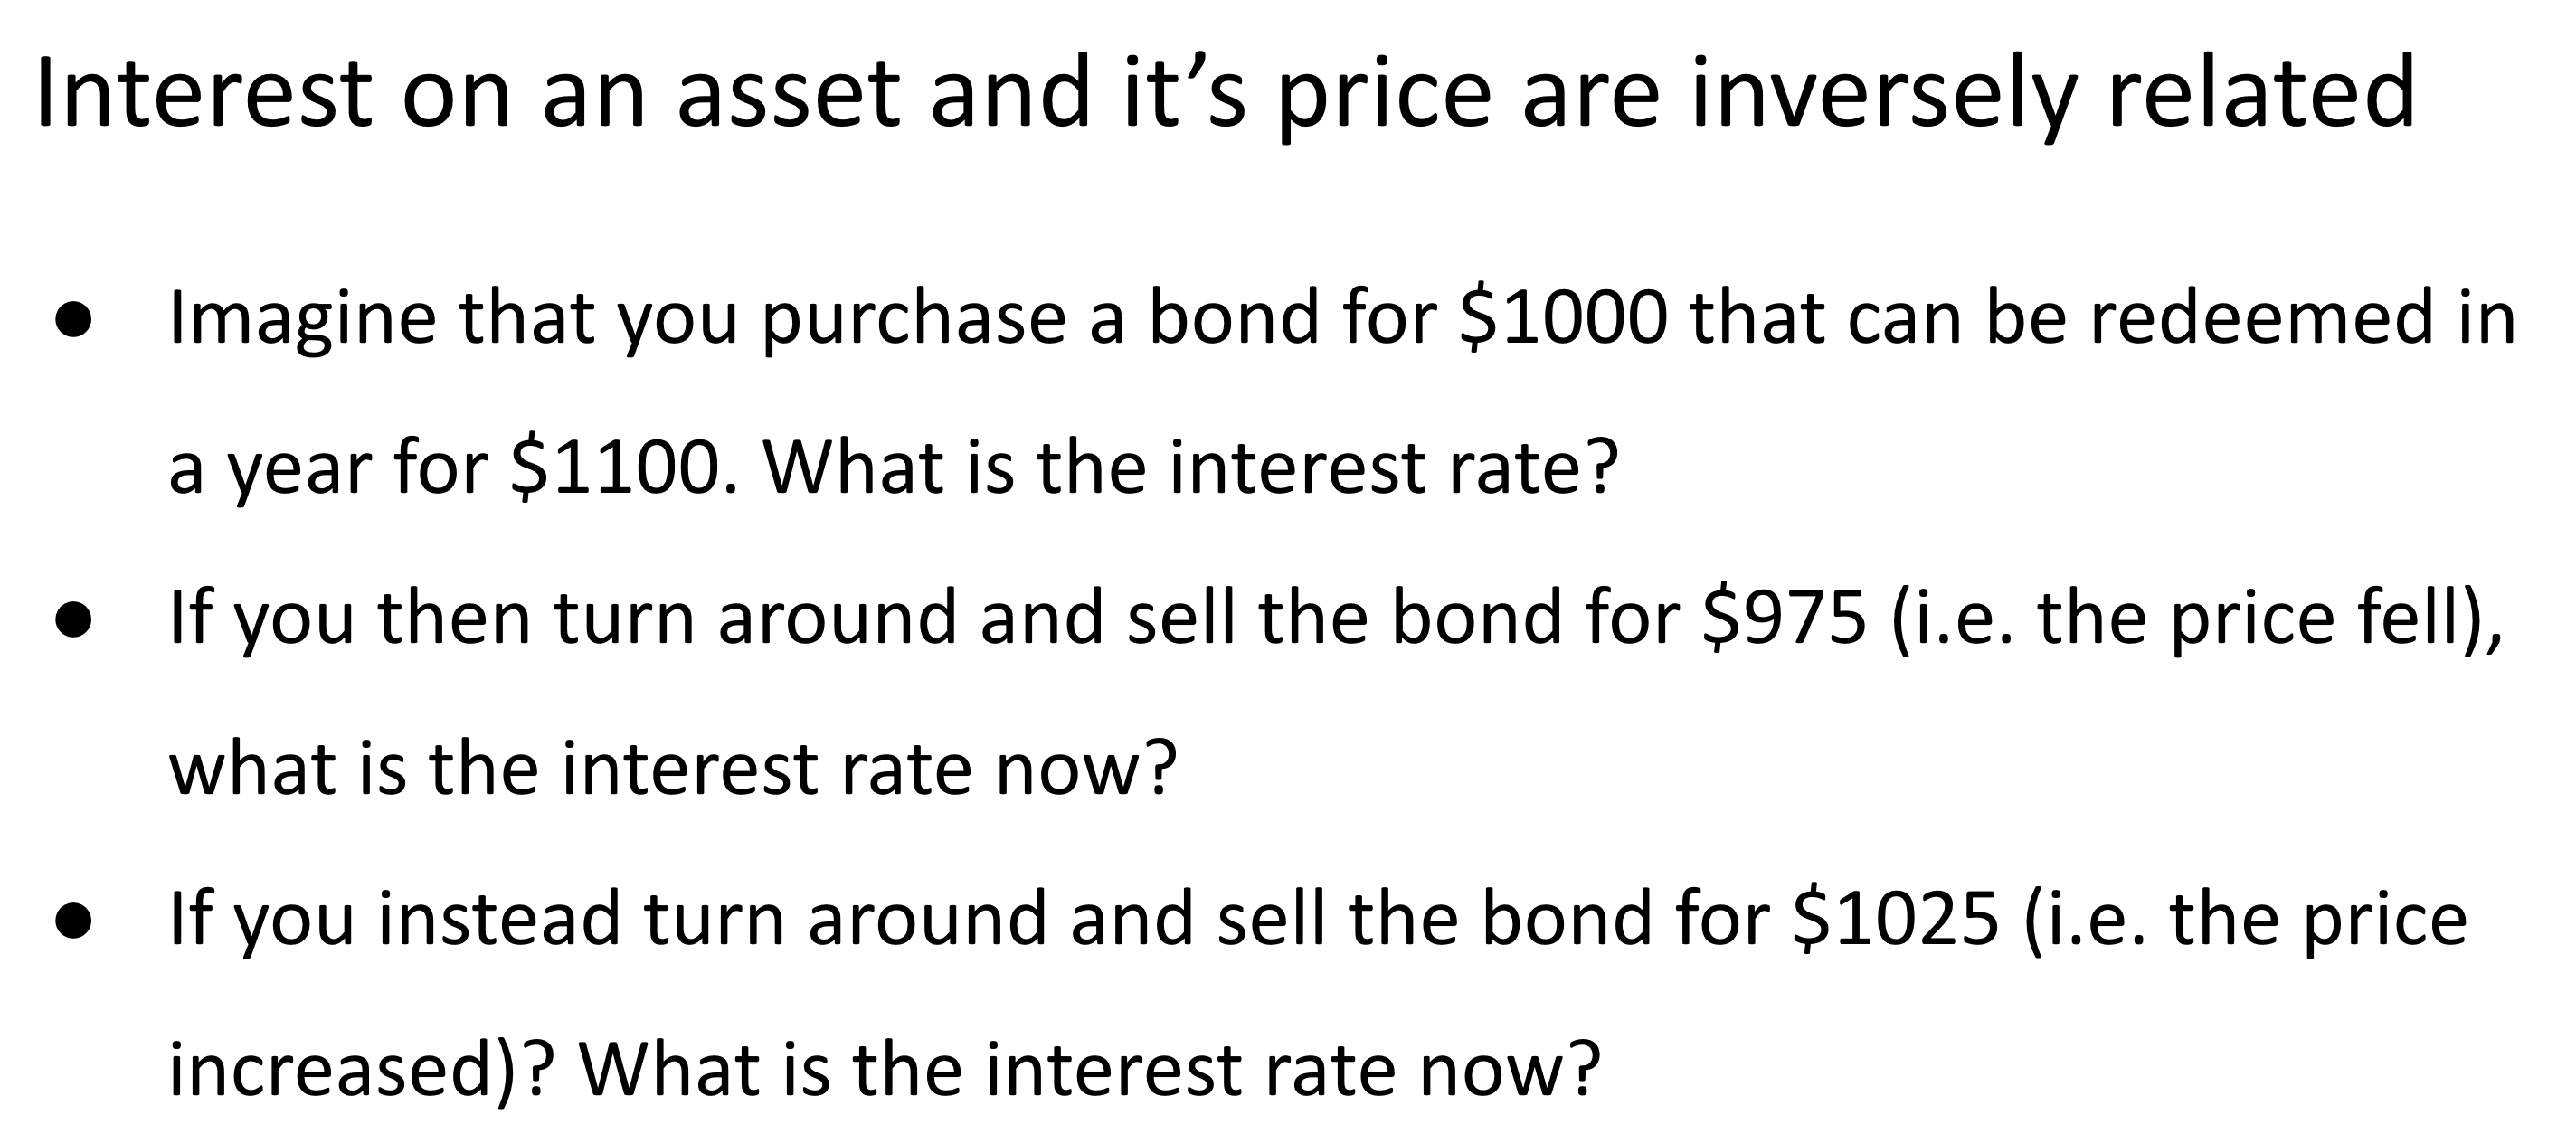 Interest on an asset and it’s price are inversely related
● Imagine that you purchase a bond for $1000 that can be redeemed in
a year for $1100. What is the interest rate?
● If you then turn around and sell the bond for $975 (i.e. the price fell),
what is the interest rate now?
● If you instead turn around and sell the bond for $1025 (i.e. the price
increased)? What is the interest rate now?